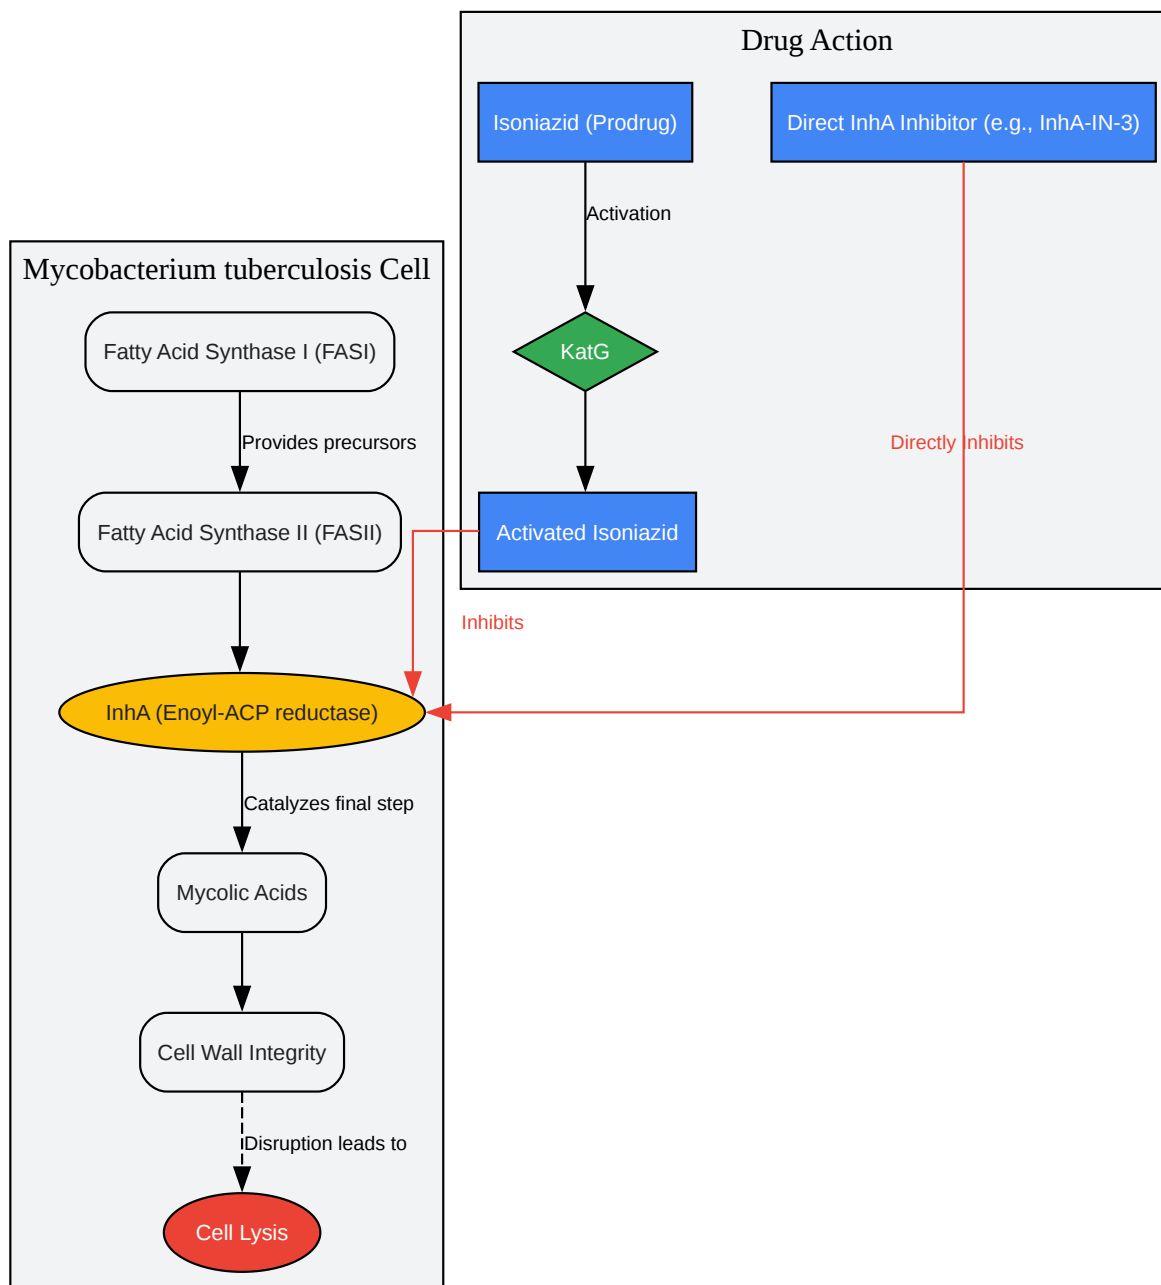 Drug Action
Isoniazid (Prodrug)
Direct InhA Inhibitor (e.g., InhA-IN-3)
Activation
KatG
Directly Inhibits
Activated Isoniazid
Inhibits
Mycobacterium tuberculosis Cell
Fatty Acid Synthase I (FASI)
Provides precursors
Fatty Acid Synthase II (FASII)
InhA (Enoyl-ACP reductase)
Catalyzes final step
Mycolic Acids
Cell Wall Integrity
Disruption leads to
Cell Lysis